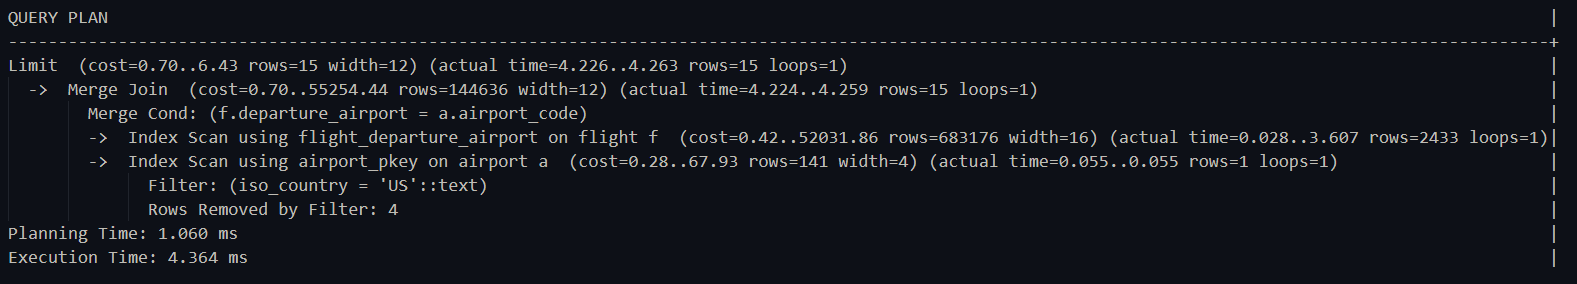 QUERY PLAN |
----------------------------------------------------------------------------------------------------------------------------------------------------------+
Limit  (cost=0.70..6.43 rows=15 width=12) (actual time=4.226..4.263 rows=15 loops=1) |
  ->  Merge Join  (cost=0.70..55254.44 rows=144636 width=12) (actual time=4.224..4.259 rows=15 loops=1) |
        Merge Cond: (f.departure_airport = a.airport_code) |
        ->  Index Scan using flight_departure_airport on flight f  (cost=0.42..52031.86 rows=683176 width=16) (actual time=0.028..3.607 rows=2433 loops=1)|
        ->  Index Scan using airport_pkey on airport a  (cost=0.28..67.93 rows=141 width=4) (actual time=0.055..0.055 rows=1 loops=1) |
              Filter: (iso_country = 'US'::text) |
              Rows Removed by Filter: 4 |
Planning Time: 1.060 ms |
Execution Time: 4.364 ms |